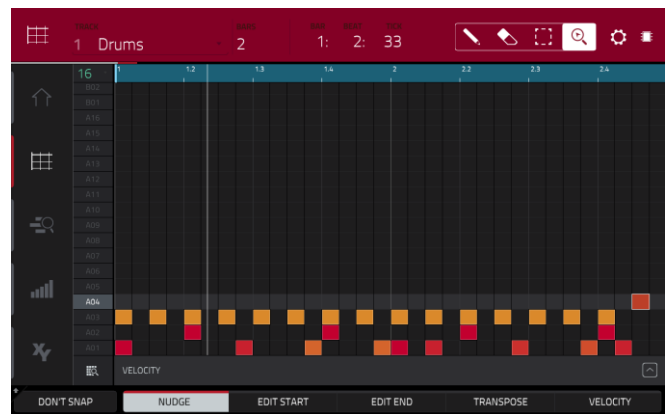 TRACK BARS BAR BEAT TICK
1 Drums 2 1: 2: 33
16 1 1.2 1.3 1.4 2 2.2 2.3 2.4
B02
B01
A16
A15
A14
A13
A12
A11
A10
A09
A08
A07
A06
A05
A04
A03
A02
A01
XY VELOCITY
DON'T SNAP NUDGE EDIT START EDIT END TRANSPOSE VELOCITY